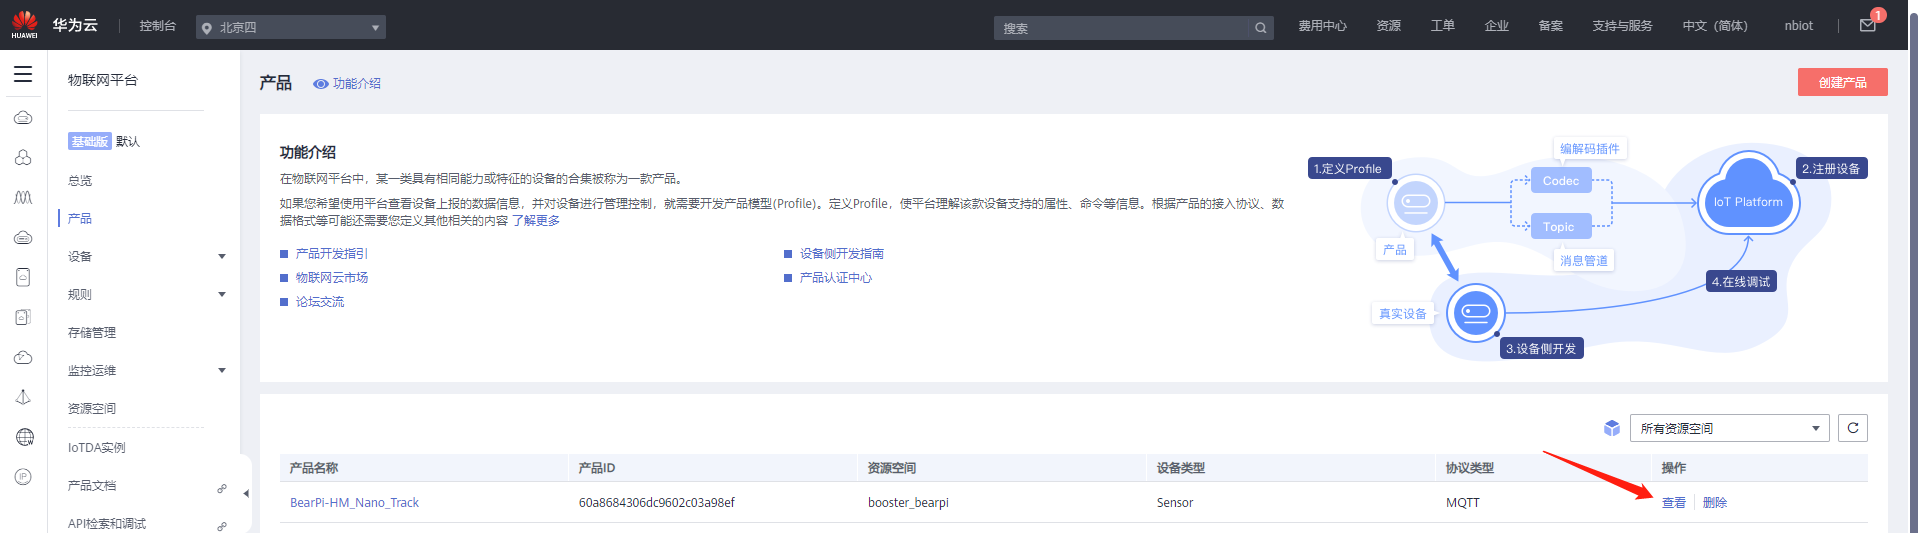 HUAWEI
华为云
控制台
北京四
搜索
费用中心
资源
工单
企业
备案
支持与服务
中文（简体）
nbiot
1
物联网平台
基础版 默认
总览
产品
设备
规则
存储管理
监控运维
资源空间
IoTDA实例
产品文档
API检索和调试
IP
产品
功能介绍
创建产品
功能介绍
在物联网平台中，某一类具有相同能力或特征的设备的合集被称为一款产品。
如果您希望使用平台查看设备上报的数据信息，并对设备进行管理控制，就需要开发产品模型(Profile)。定义Profile，使平台理解该款设备支持的属性、命令等信息。根据产品的接入协议、数
据格式等可能还需要您定义其他相关的内容 了解更多
产品开发指引
设备侧开发指南
物联网云市场
产品认证中心
论坛交流
1.定义Profile
编解码插件
Codec
2.注册设备
IoT Platform
Topic
产品
消息管道
4.在线调试
真实设备
3.设备侧开发
所有资源空间
产品名称 产品ID 资源空间 设备类型 协议类型 操作
BearPi-HM_Nano_Track 60a8684306dc9602c03a98ef booster_bearpi Sensor MQTT 查看 删除